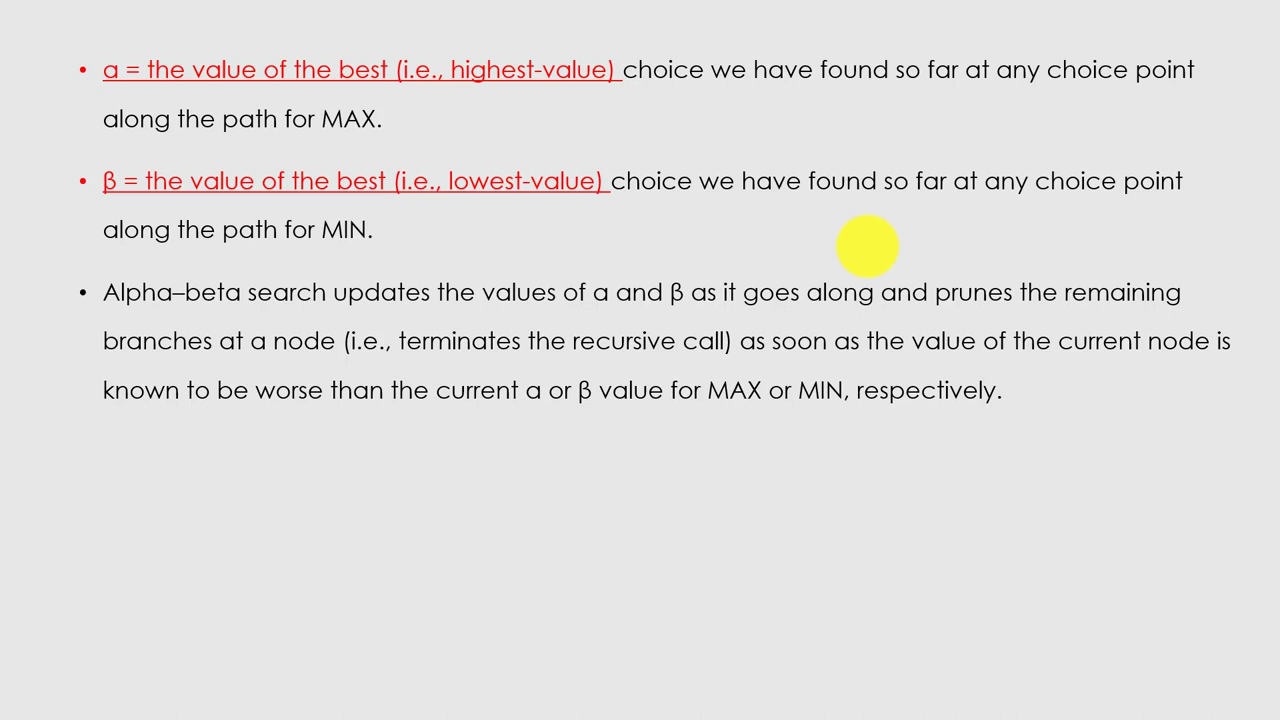 • α = the value of the best (i.e., highest-value) choice we have found so far at any choice point
along the path for MAX.
• β = the value of the best (i.e., lowest-value) choice we have found so far at any choice point
along the path for MIN.
• Alpha–beta search updates the values of α and β as it goes along and prunes the remaining
branches at a node (i.e., terminates the recursive call) as soon as the value of the current node is
known to be worse than the current α or β value for MAX or MIN, respectively.